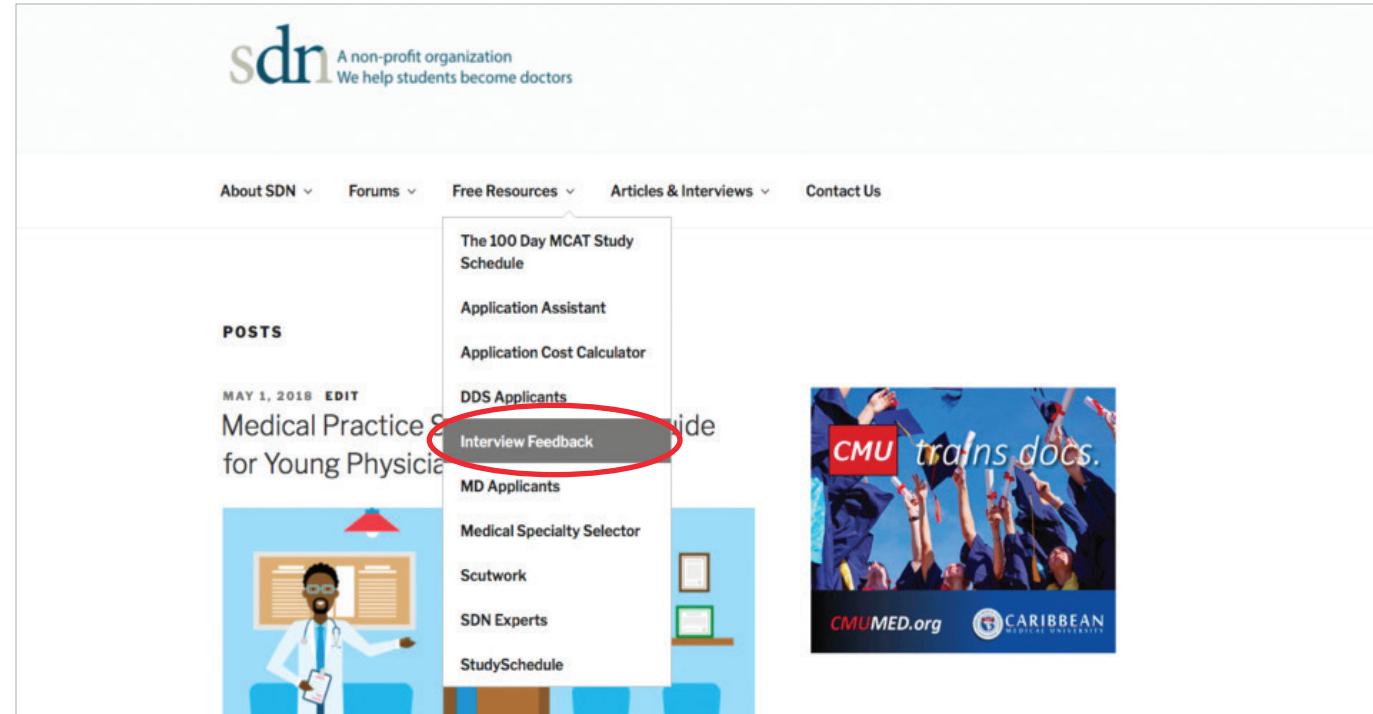 sdn
A non-profit organization
We help students become doctors
About SDN
Forums
Free Resources
Articles & Interviews
Contact Us
The 100 Day MCAT Study
Schedule
Application Assistant
Application Cost Calculator
DDS Applicants
Interview Feedback
MD Applicants
Medical Specialty Selector
Scutwork
SDN Experts
StudySchedule
POSTS
MAY 1, 2018 EDIT
Medical Practice
for Young
CMU trains docs.
CMUMED.org
CARIBBEAN
MEDICAL UNIVERSITY